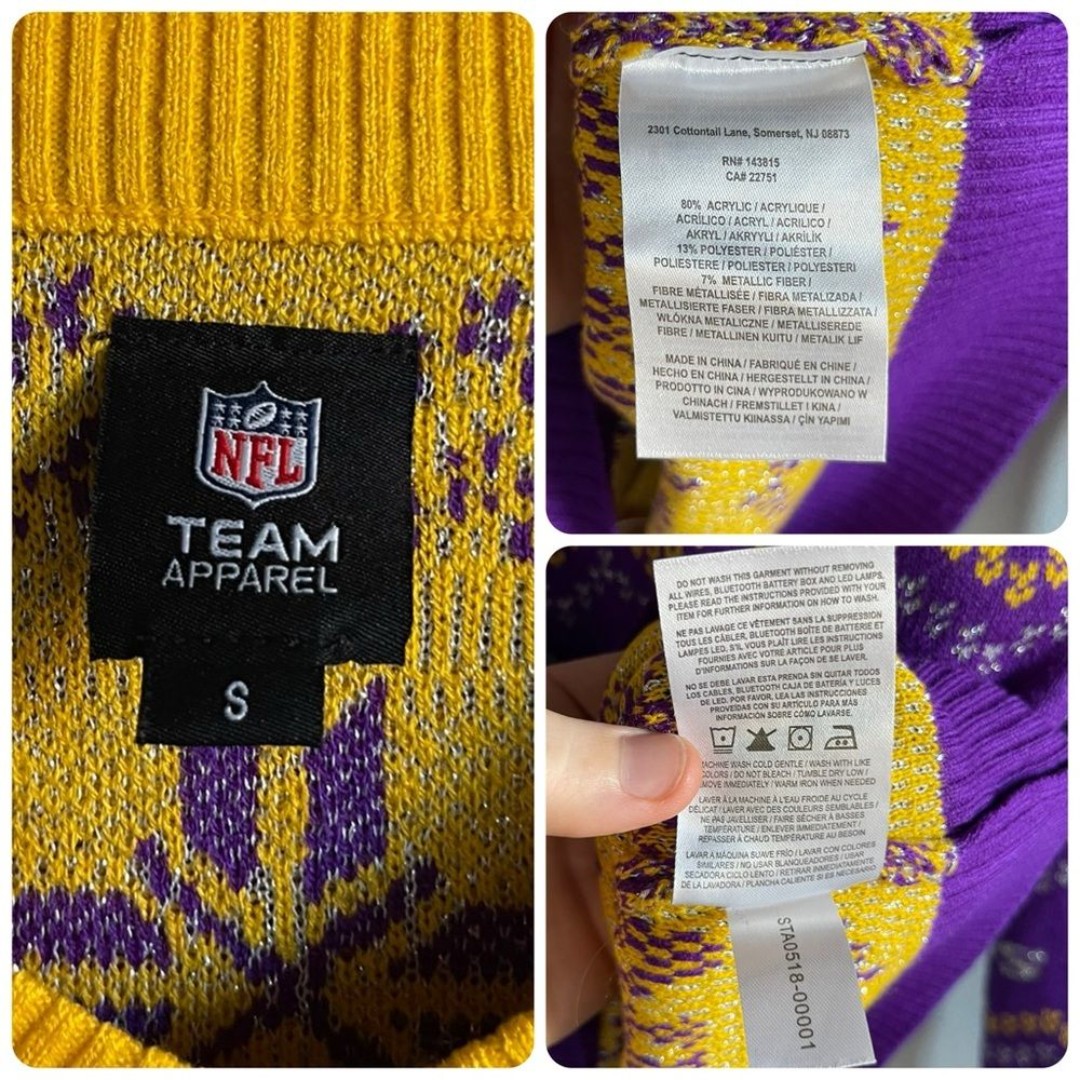 NFL
TEAM
APPAREL
S
2301 Cottontail Lane, Somerset, NJ 08873
RN# 143815
CA# 22751
80% ACRYLIC / ACRYLIQUE /
ACRÍLICO / ACRYL / ACRILICO /
AKRYL / AKRYYLI / AKRİLİK
13% POLYESTER / POLIÉSTER /
POLIESTERE / POLIESTER / POLYESTERI
7% METALLIC FIBER /
FIBRE MÉTALLISÉE / FIBRA METALIZADA /
METALLISIERTE FASER / FIBRA METALLIZZATA /
WLÓKNA METALICZNE / METALLISEREDE
FIBRE / METALLINEN KUITU / METALIK LIF
MADE IN CHINA / FABRIQUÉ EN CHINE /
HECHO EN CHINA / HERGESTELLT IN CHINA /
PRODOTTO IN CINA / WYPRODUKOWANO W
CHINACH / FREMSTILLET I KINA /
VALMISTETTU KIINASSA / ÇİN YAPIMI
DO NOT WASH THIS GARMENT WITHOUT REMOVING
ALL WIRES, BLUETOOTH BATTERY BOX AND LED LAMPS,
PLEASE READ THE INSTRUCTIONS PROVIDED WITH YOUR
ITEM FOR FURTHER INFORMATION ON HOW TO WASH.
NE PAS LAVAGE CE VÊTEMENT SANS LA SUPPRESSION
TOUS LES CÂBLER, BLUETOOTH BOÎTE DE BATTERIE ET
LAMPES LED. S'IL VOUS PLAÎT LIRE LES INSTRUCTIONS
FOURNIES AVEC VOTRE ARTICLE POUR PLUS
D'INFORMATIONS SUR LA FAÇON DE SE LAVER.
NO SE DEBE LAVAR ESTA PRENDA SIN QUITAR TODOS
LOS CABLES, BLUETOOTH CAJA DE BATERÍA Y LUCES
DE LED. POR FAVOR, LEA LAS INSTRUCCIONES
PROVEIDAS CON SU ARTÍCULO PARA MÁS
INFORMACIÓN SOBRE CÓMO LAVARSE.
MACHINE WASH COLD GENTLE / WASH WITH LIKE
COLORS / DO NOT BLEACH / TUMBLE DRY LOW /
IMMEDIATELY / WARM IRON WHEN NEEDED
LAVER À LA MACHINE À L'EAU FROIDE AU CYCLE
DÉLICAT / LAVER AVEC DES COULEURS SEMBLABLES /
NE PAS JAVELLISER / FAIRE SÉCHER À BASSES
TEMPÉRATURE / ENLEVER IMMEDIATEMENT /
REPASSER À CHAUD TEMPÉRATURE AU BESOIN
LAVAR A MÁQUINA SUAVE FRÍO / LAVAR CON COLORES
SIMILARES / NO USAR BLANQUEADORES / USAR
SECADORA CICLO LENTO / RETIRAR IMMEDIATAMENTE
DE LA LAVADORA / PLANCHA CALIENTE SI ES NECESARIO
STA0518-00001